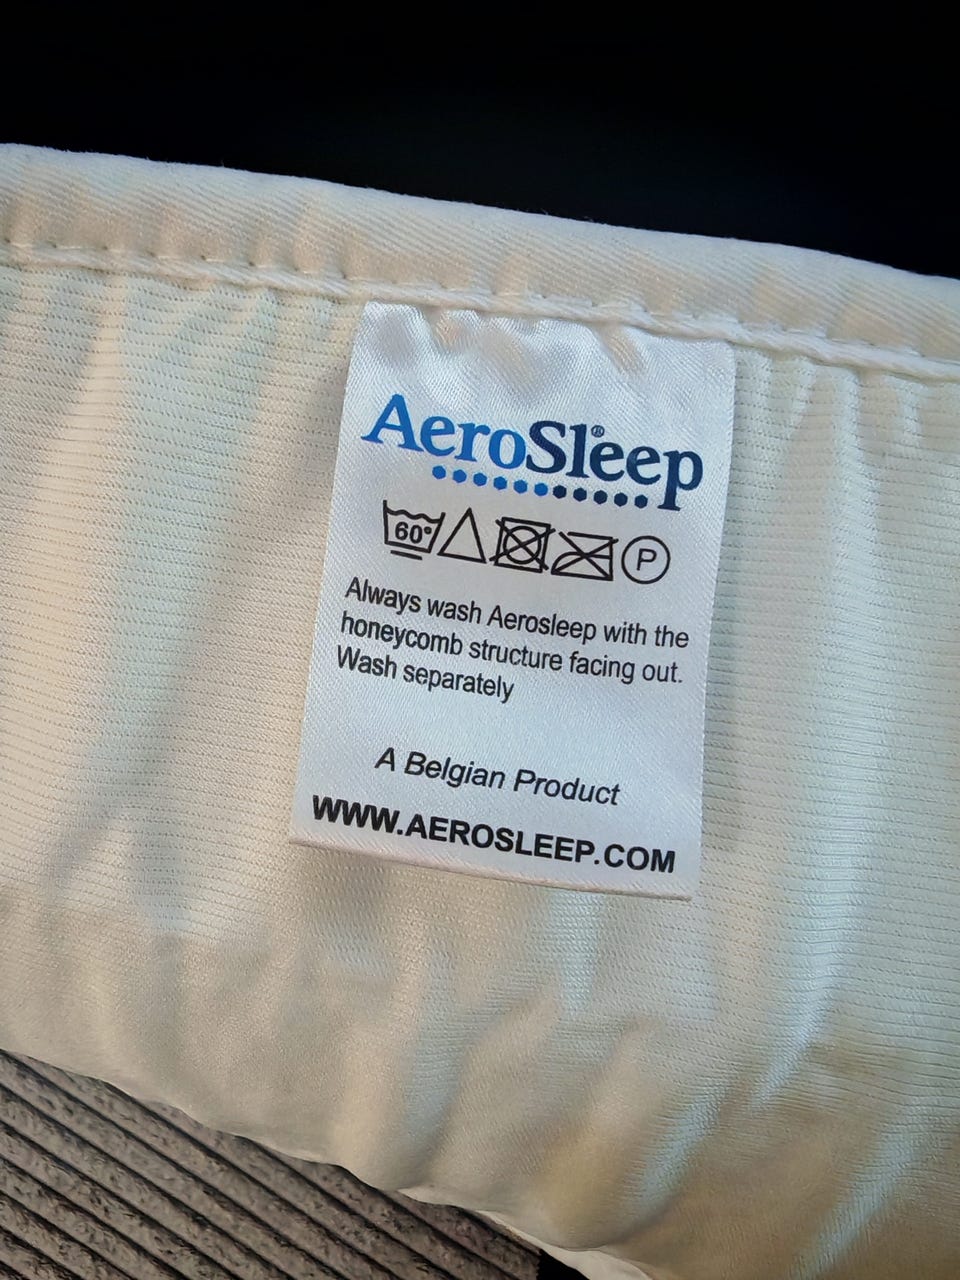 AeroSleep®
60°
P
Always wash Aerosleep with the
honeycomb structure facing out.
Wash separately
A Belgian Product
WWW.AEROSLEEP.COM